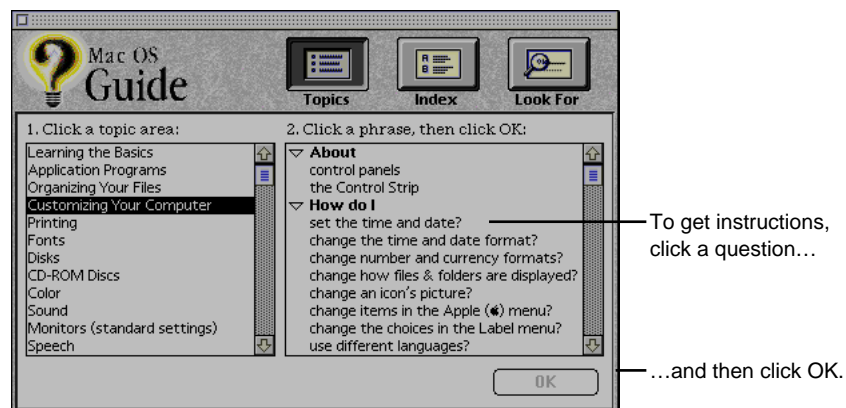 Mac OS
Guide
Topics
Index
Look For
1. Click a topic area:
Learning the Basics
Application Programs
Organizing Your Files
Customizing Your Computer
Printing
Fonts
Disks
CD-ROM Discs
Color
Sound
Monitors (standard settings)
Speech
2. Click a phrase, then click OK:
About
control panels
the Control Strip
How do I
set the time and date?
change the time and date format?
change number and currency formats?
change how files & folders are displayed?
change an icon's picture?
change items in the Apple () menu?
change the choices in the Label menu?
use different languages?
OK
To get instructions,
click a question…
…and then click OK.